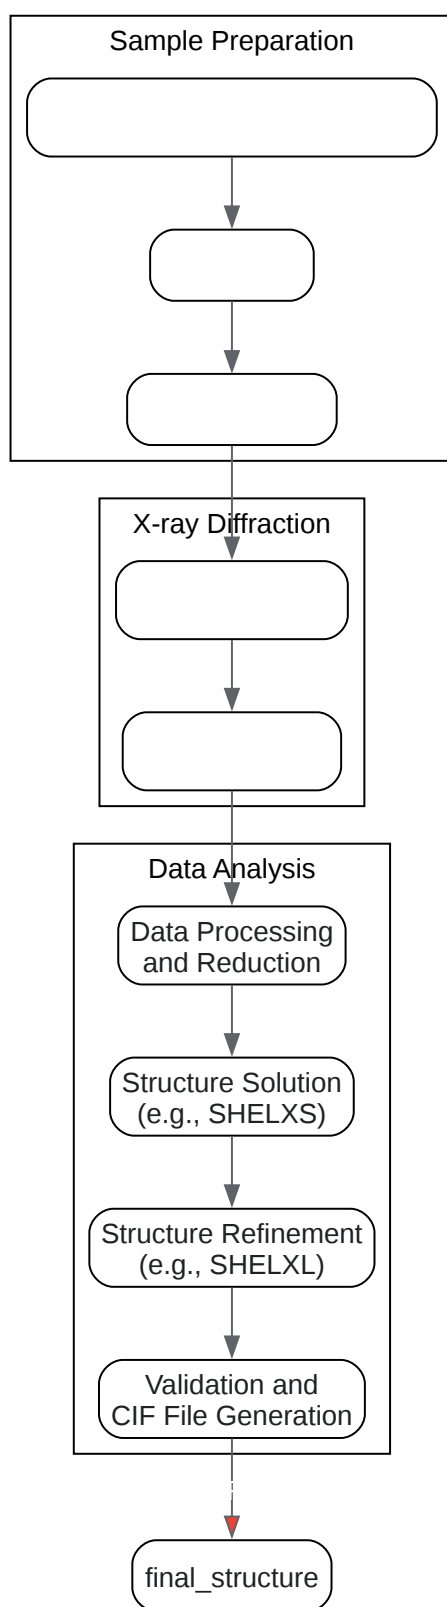 Sample Preparation
X-ray Diffraction
Data Analysis
Data Processing
and Reduction
Structure Solution
(e.g., SHELXS)
Structure Refinement
(e.g., SHELXL)
Validation and
CIF File Generation
final_structure